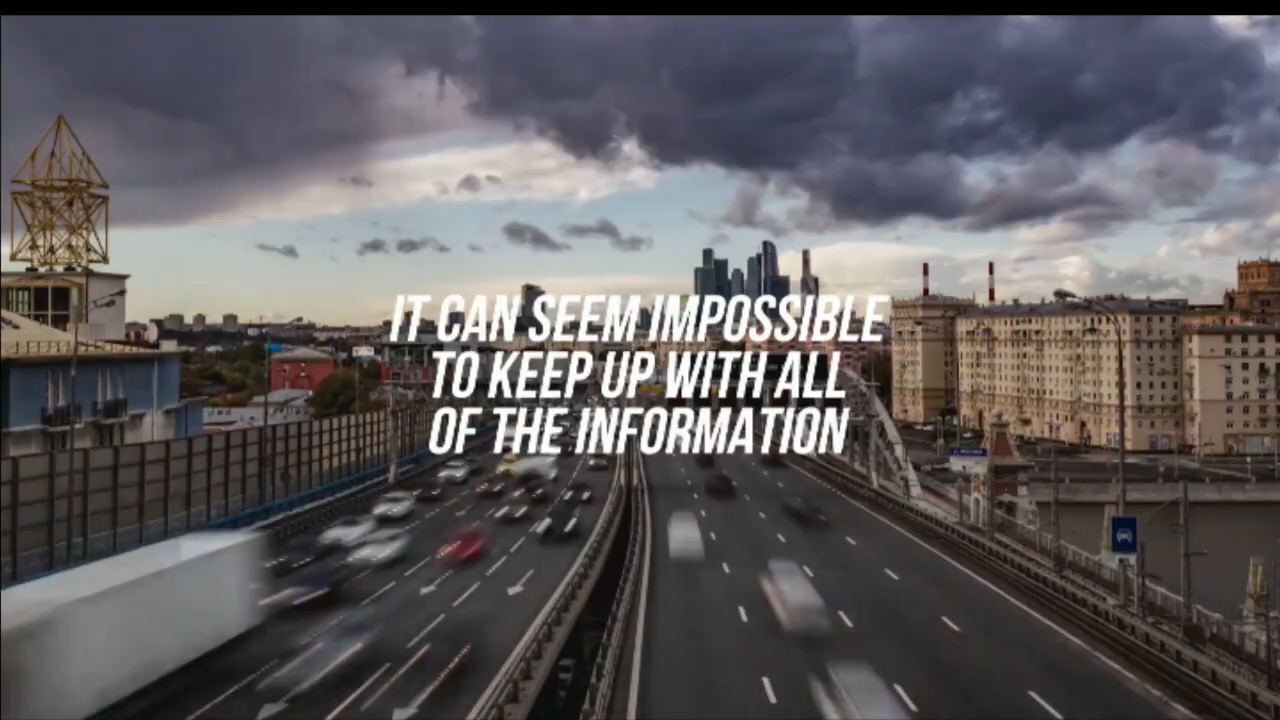 IT CAN SEEM IMPOSSIBLE
TO KEEP UP WITH ALL
OF THE INFORMATION